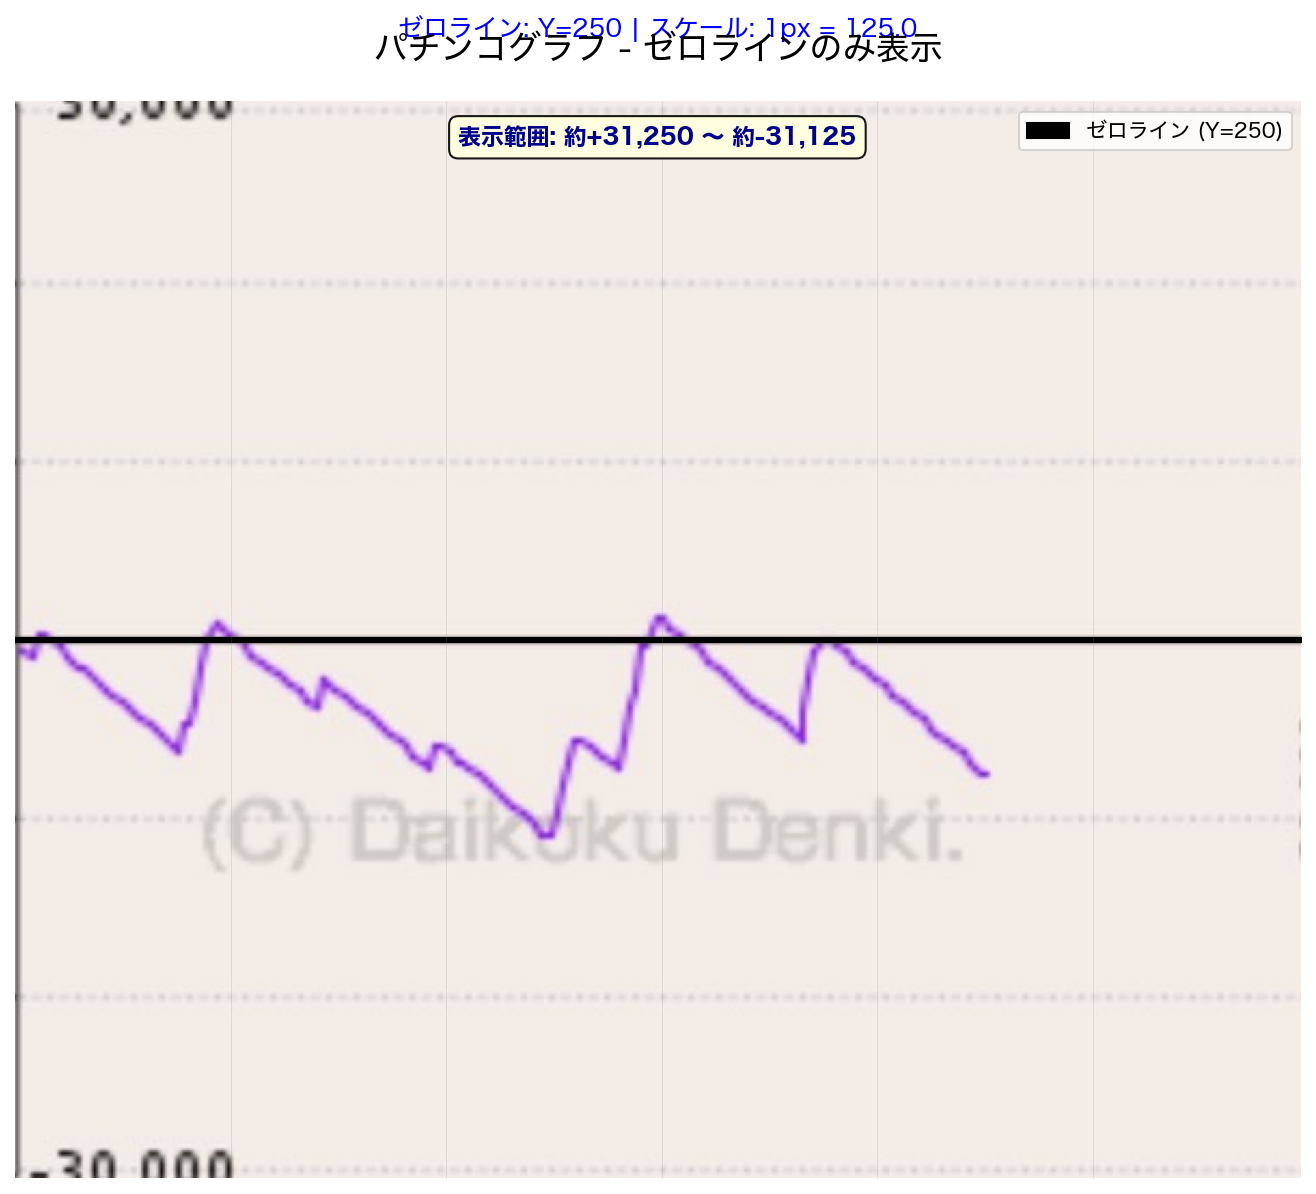 ゼロライン: Y=250 | スケール: 1px = 125.0
パチンコグラフ - ゼロラインのみ表示
30,000
表示範囲: 約+31,250 ～ 約-31,125
ゼロライン (Y=250)
(C) Daikoku Denki.
-30,000